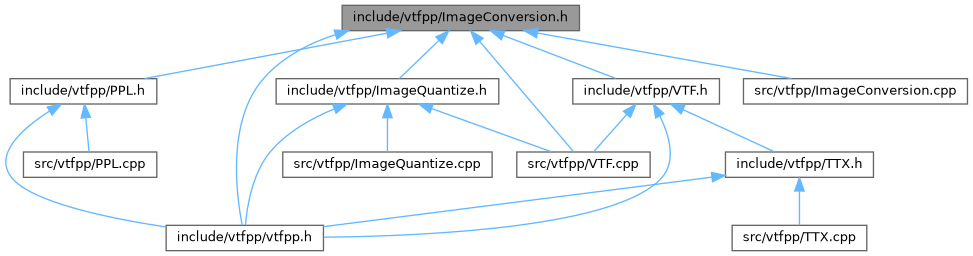 include/vtfpp/ImageConversion.h
include/vtfpp/PPL.h
include/vtfpp/ImageQuantize.h
include/vtfpp/VTF.h
src/vtfpp/ImageConversion.cpp
src/vtfpp/PPL.cpp
src/vtfpp/ImageQuantize.cpp
src/vtfpp/VTF.cpp
include/vtfpp/TTX.h
include/vtfpp/vtfpp.h
src/vtfpp/TTX.cpp